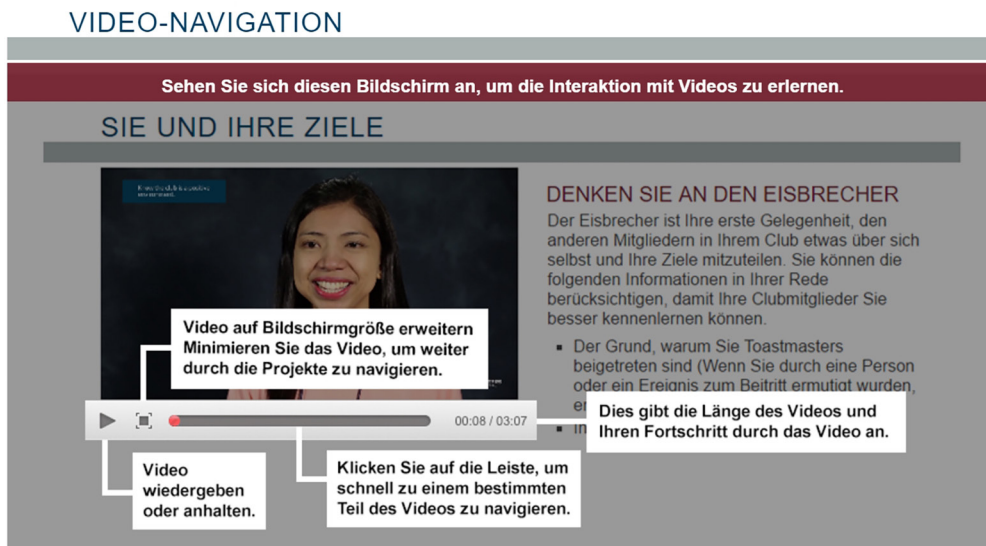 VIDEO-NAVIGATION
Sehen Sie sich diesen Bildschirm an, um die Interaktion mit Videos zu erlernen.
SIE UND IHRE ZIELE
DENKEN SIE AN DEN EISBRECHER
Der Eisbrecher ist Ihre erste Gelegenheit, den
anderen Mitgliedern in Ihrem Club etwas über sich
selbst und Ihre Ziele mitzuteilen. Sie können die
folgenden Informationen in Ihrer Rede
berücksichtigen, damit Ihre Clubmitglieder Sie
besser kennenlernen können.
▪ Der Grund, warum Sie Toastmasters
beigetreten sind (Wenn Sie durch eine Person
oder ein Ereignis zum Beitritt ermutigt wurden,
Video auf Bildschirmgröße erweitern
Minimieren Sie das Video, um weiter
durch die Projekte zu navigieren.
00:08 / 03:07
Dies gibt die Länge des Videos und
Ihren Fortschritt durch das Video an.
Video
wiedergeben
oder anhalten.
Klicken Sie auf die Leiste, um
schnell zu einem bestimmten
Teil des Videos zu navigieren.